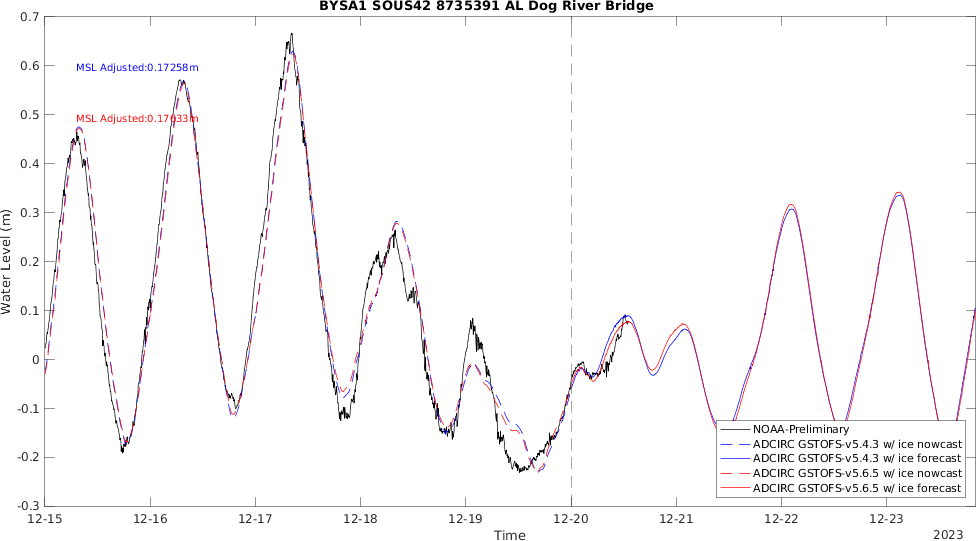 BYSA1 SOUS42 8735391 AL Dog River Bridge
0.7
0.6
0.5
0.4
0.3
0.2
0.1
0
-0.1
-0.2
-0.3
Water Level (m)
MSL Adjusted:0.17258m
MSL Adjusted:0.17033m
NOAA-Preliminary
ADCIRC GSTOFS-v5.4.3 w/ ice nowcast
ADCIRC GSTOFS-v5.4.3 w/ ice forecast
ADCIRC GSTOFS-v5.6.5 w/ ice nowcast
ADCIRC GSTOFS-v5.6.5 w/ ice forecast
12-15 12-16 12-17 12-18 12-19 12-20 12-21 12-22 12-23
Time
2023